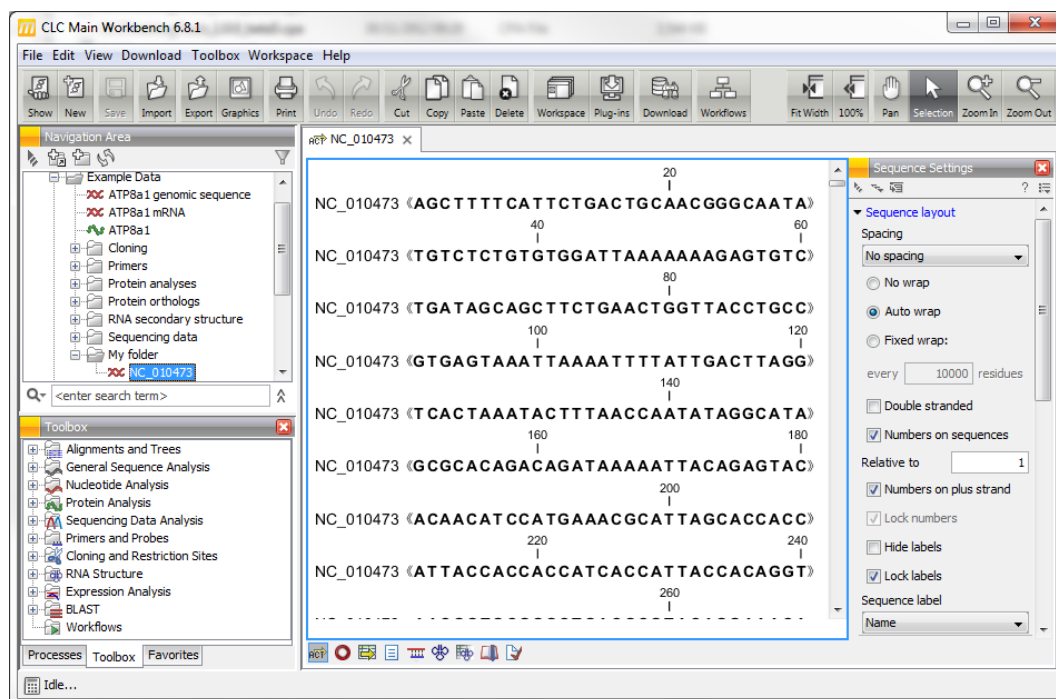 CLC Main Workbench 6.8.1
File Edit View Download Toolbox Workspace Help
Show New Save Import Export Graphics Print Undo Redo Cut Copy Paste Delete Workspace Plug-ins Download Workflows Fit Width 100% Pan Selection Zoom In Zoom Out
Navigation Area
Example Data
ATP8a1 genomic sequence
ATP8a1 mRNA
ATP8a1
Cloning
Primers
Protein analyses
Protein orthologs
RNA secondary structure
Sequencing data
My folder
NC_010473
<enter search term>
Toolbox
Alignments and Trees
General Sequence Analysis
Nucleotide Analysis
Protein Analysis
Sequencing Data Analysis
Primers and Probes
Cloning and Restriction Sites
RNA Structure
Expression Analysis
BLAST
Workflows
Processes Toolbox Favorites
Idle...
NC_010473
20
NC_010473 AGCTTTTCATTCTGACTGCAACGGGCAATA
40 60
NC_010473 TGTCTCTGTGTGGATTAAAAAAAGAGTGTC
80
NC_010473 TGATAGCAGCTTCTGAACTGGTTACCTGCC
100 120
NC_010473 GTGAGTAAATTAAAATTTTATTGACTTAGG
140
NC_010473 TCACTAAATACTTTAACCAATATAGGCATA
160 180
NC_010473 GCGCACAGACAGATAAAAATTACAGAGTAC
200
NC_010473 ACAACATCCATGAAACGCATTAGCACCACC
220 240
NC_010473 ATTACCACCACCATCACCATTACCACAGGT
260
Sequence Settings
Sequence layout
Spacing
No spacing
No wrap
Auto wrap
Fixed wrap:
every 10000 residues
Double stranded
Numbers on sequences
Relative to 1
Numbers on plus strand
Lock numbers
Hide labels
Lock labels
Sequence label
Name